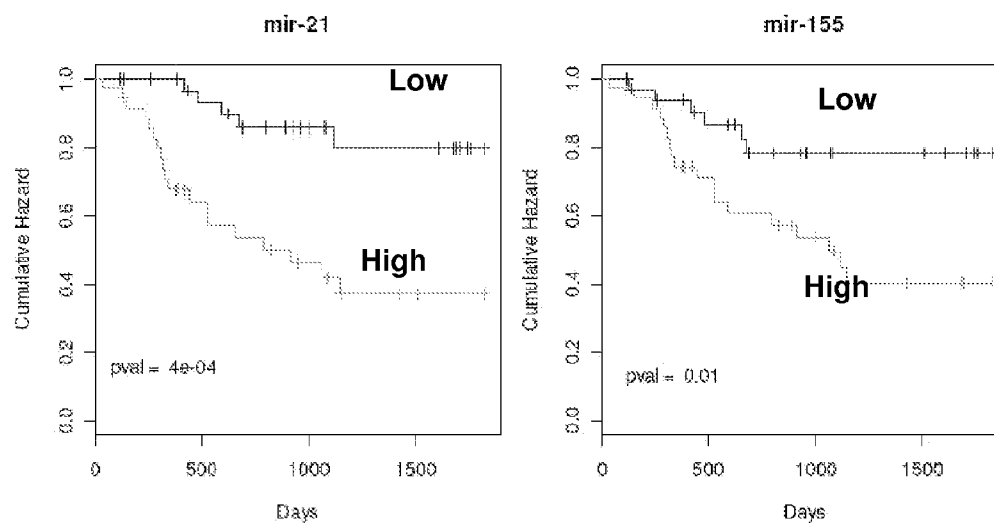 mir-21
mir-155
Low
Low
High
High
pval = 4e-04
pval = 0.01
Cumulative Hazard
Cumulative Hazard
0.0 0.2 0.4 0.6 0.8 1.0
0.0 0.2 0.4 0.6 0.8 1.0
0 500 1000 1500
0 500 1000 1500
Days
Days